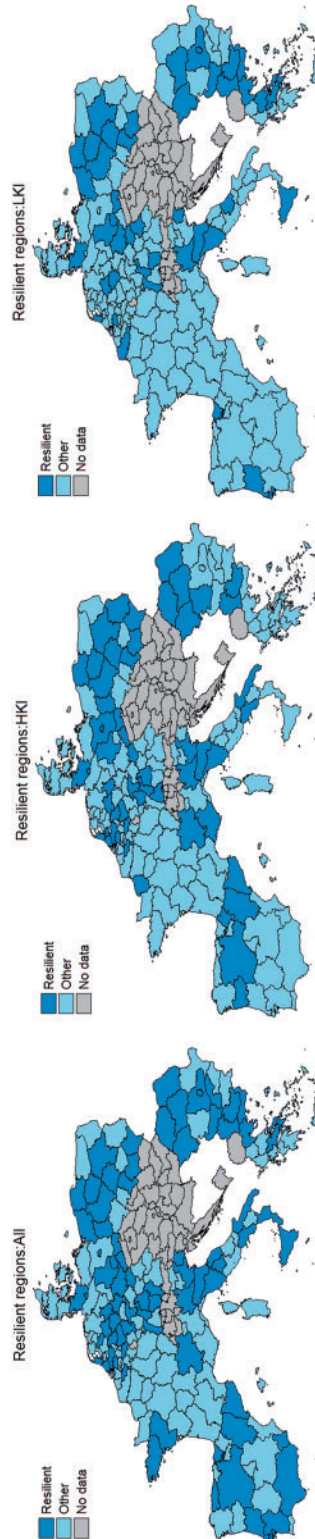 Resilient regions:All
Resilient
Other
No data
Resilient regions:HKI
Resilient
Other
No data
Resilient regions:LKI
Resilient
Other
No data